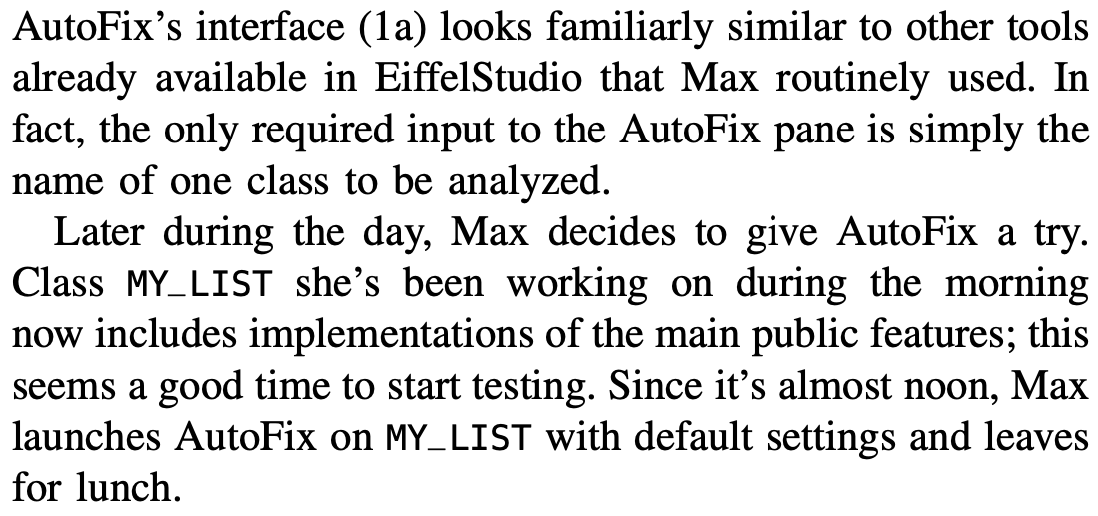 AutoFix’s interface (1a) looks familiarly similar to other tools
already available in EiffelStudio that Max routinely used. In
fact, the only required input to the AutoFix pane is simply the
name of one class to be analyzed.
Later during the day, Max decides to give AutoFix a try.
Class MY_LIST she’s been working on during the morning
now includes implementations of the main public features; this
seems a good time to start testing. Since it’s almost noon, Max
launches AutoFix on MY_LIST with default settings and leaves
for lunch.